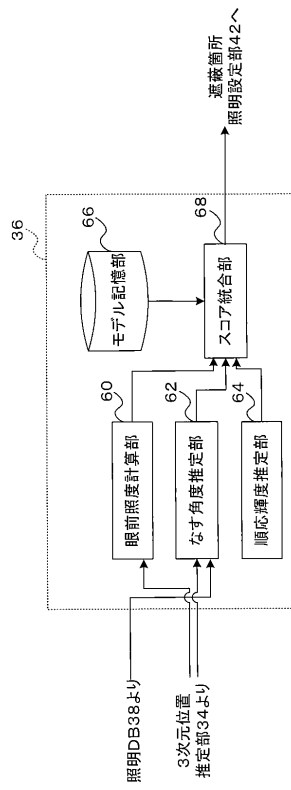 36
照明DB38より
3次元位置
推定部34より
60
眼前照度計算部
62
なす角度推定部
64
順応輝度推定部
66
モデル記憶部
68
スコア統合部
遮蔽箇所
照明設定部42へ